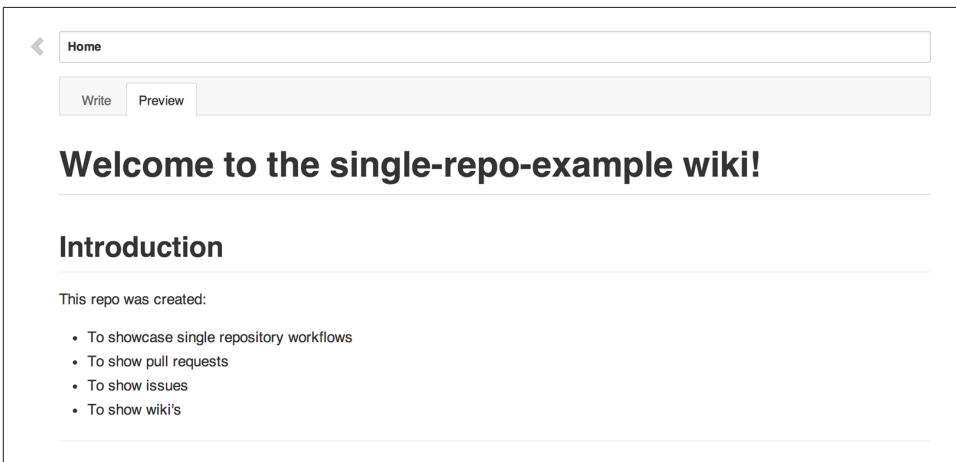 Home
Write Preview
Welcome to the single-repo-example wiki!
Introduction
This repo was created:
• To showcase single repository workflows
• To show pull requests
• To show issues
• To show wiki's